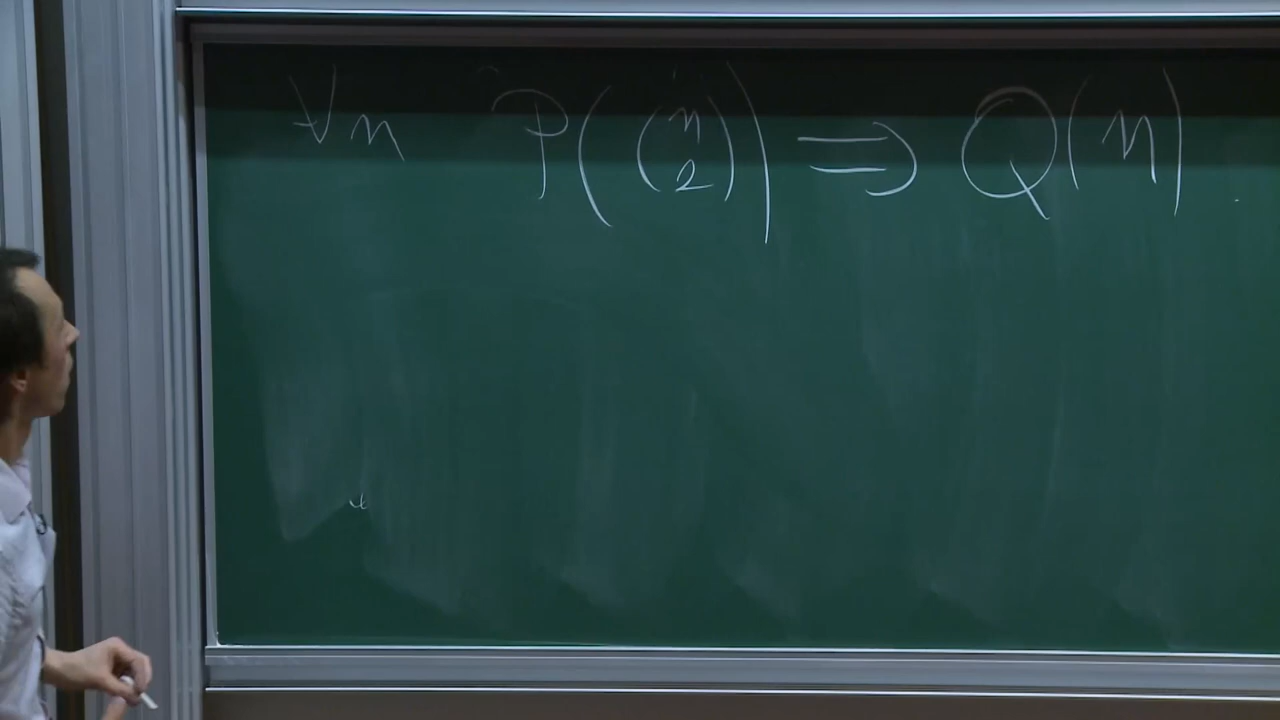 ∀n P((n 2)) ⇒ Q(n).